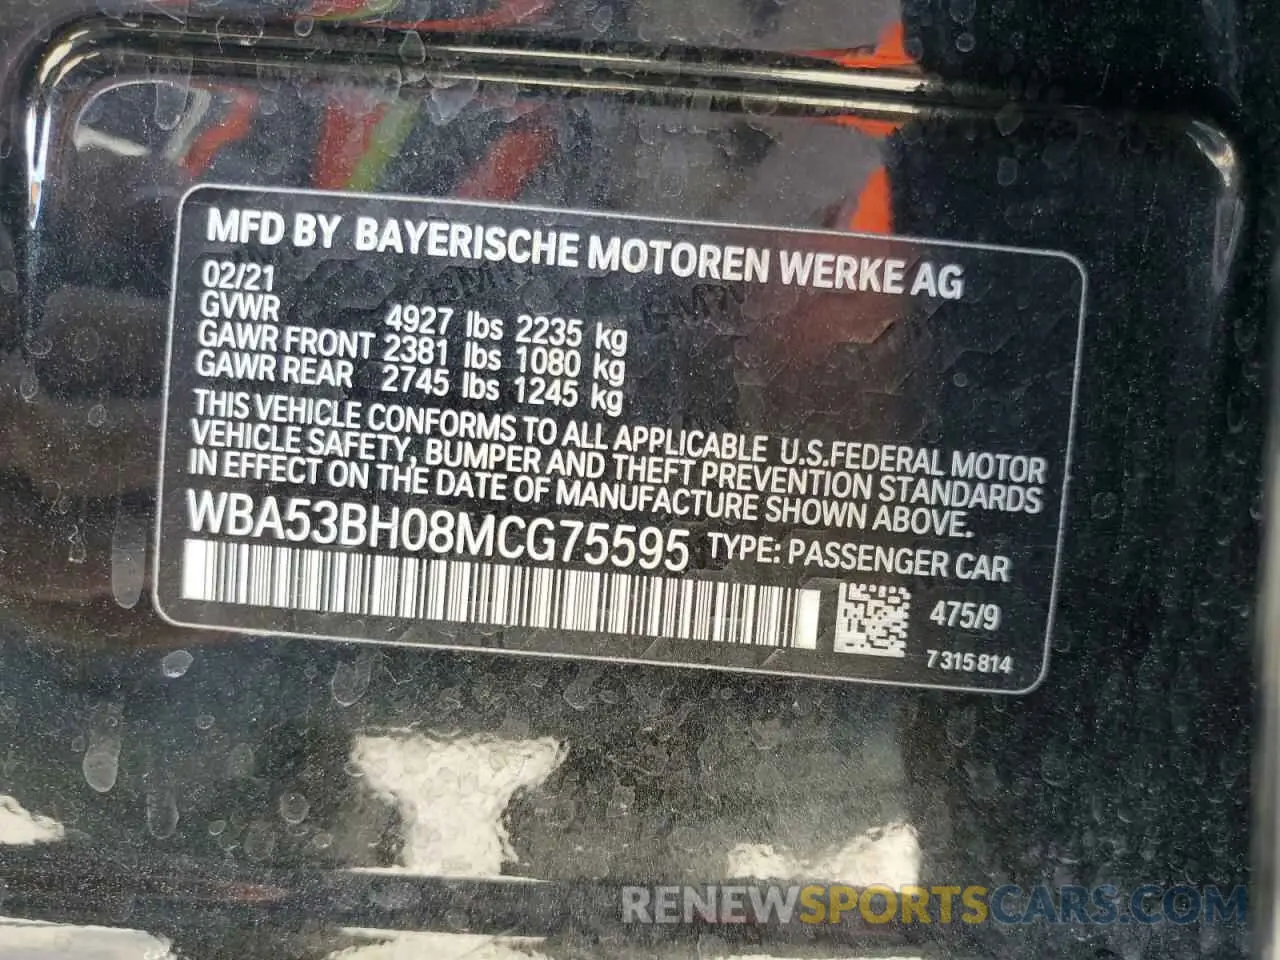 MFD BY BAYERISCHE MOTOREN WERKE AG
02/21
GVWR 4927 lbs 2235 kg
GAWR FRONT 2381 lbs 1080 kg
GAWR REAR 2745 lbs 1245 kg
THIS VEHICLE CONFORMS TO ALL APPLICABLE U.S.FEDERAL MOTOR
VEHICLE SAFETY, BUMPER AND THEFT PREVENTION STANDARDS
IN EFFECT ON THE DATE OF MANUFACTURE SHOWN ABOVE.
WBA53BH08MCG75595 TYPE: PASSENGER CAR
475/9
7315814
RENEWSPORTSCARS.COM